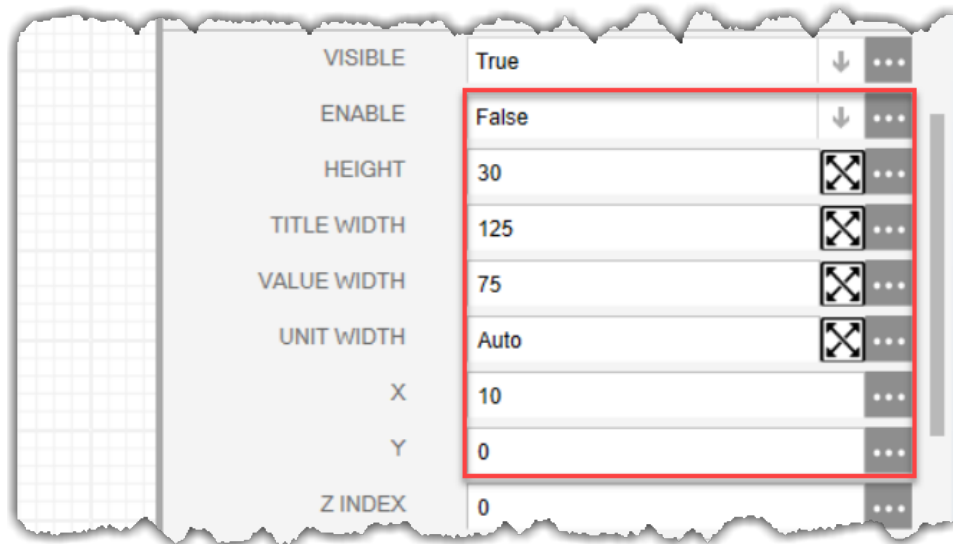 VISIBLE True
ENABLE False
HEIGHT 30
TITLE WIDTH 125
VALUE WIDTH 75
UNIT WIDTH Auto
X 10
Y 0
Z INDEX 0